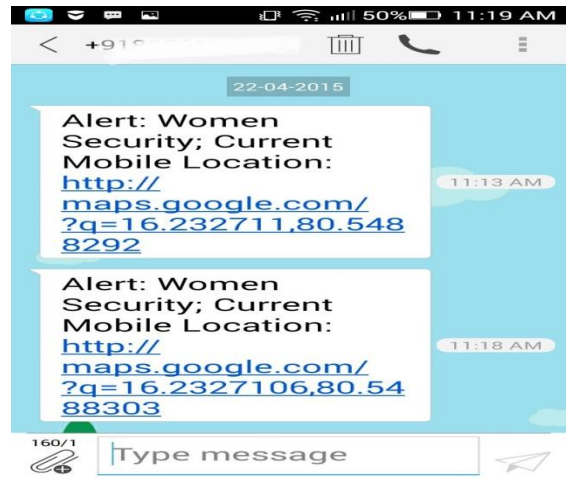 50% 11:19 AM
+919
22-04-2015
Alert: Women
Security; Current
Mobile Location:
http://
maps.google.com/
?q=16.232711,80.548
8292
11:13 AM
Alert: Women
Security; Current
Mobile Location:
http://
maps.google.com/
?q=16.2327106,80.54
88303
11:18 AM
160/1
Type message